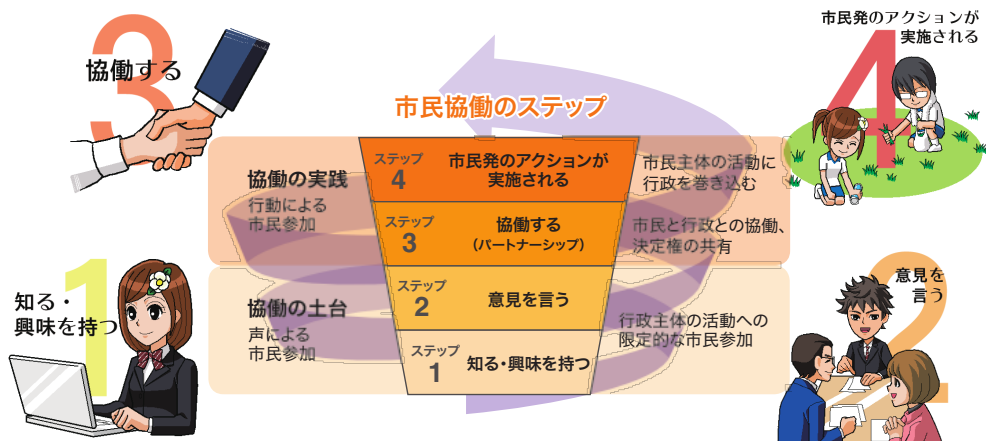 3
協働する
市民発のアクションが
実施される
4
市民協働のステップ
協働の実践
行動による
市民参加
ステップ
4
市民発のアクションが
実施される
市民主体の活動に
行政を巻き込む
ステップ
3
協働する
（パートナーシップ）
市民と行政との協働、
決定権の共有
協働の土台
声による
市民参加
ステップ
2
意見を言う
行政主体の活動への
限定的な市民参加
ステップ
1
知る・興味を持つ
1
知る・
興味を持つ
2
意見を
言う